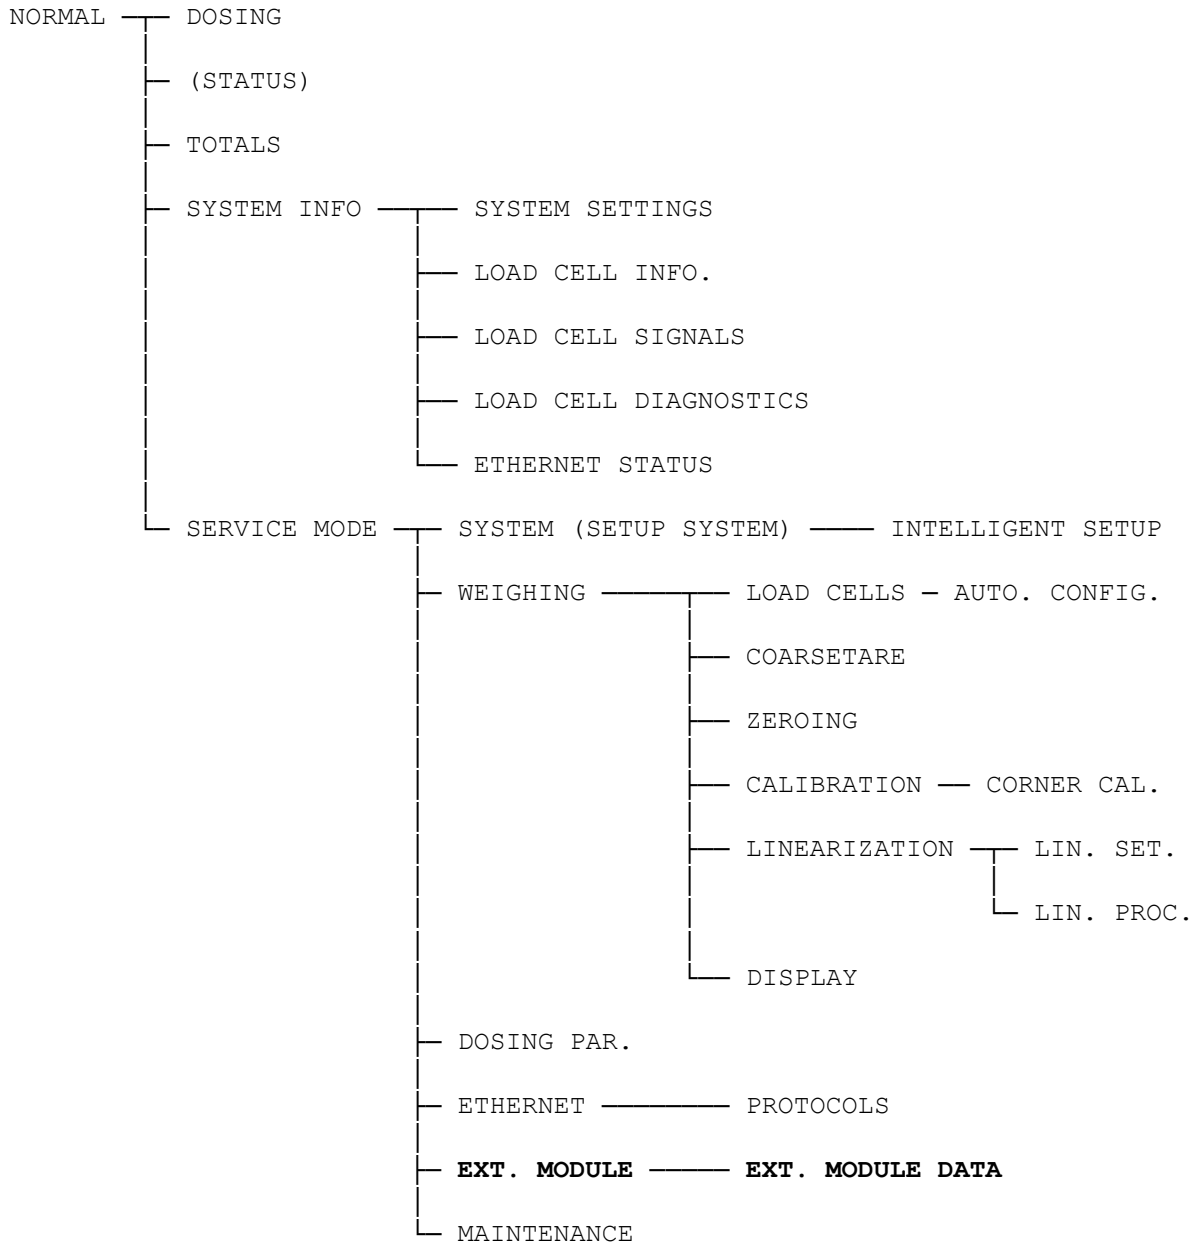 NORMAL DOSING
(STATUS)
TOTALS
SYSTEM INFO SYSTEM SETTINGS
LOAD CELL INFO.
LOAD CELL SIGNALS
LOAD CELL DIAGNOSTICS
ETHERNET STATUS
SERVICE MODE SYSTEM (SETUP SYSTEM) INTELLIGENT SETUP
WEIGHING LOAD CELLS AUTO. CONFIG.
COARSETARE
ZEROING
CALIBRATION CORNER CAL.
LINEARIZATION LIN. SET.
LIN. PROC.
DISPLAY
DOSING PAR.
ETHERNET PROTOCOLS
EXT. MODULE EXT. MODULE DATA
MAINTENANCE